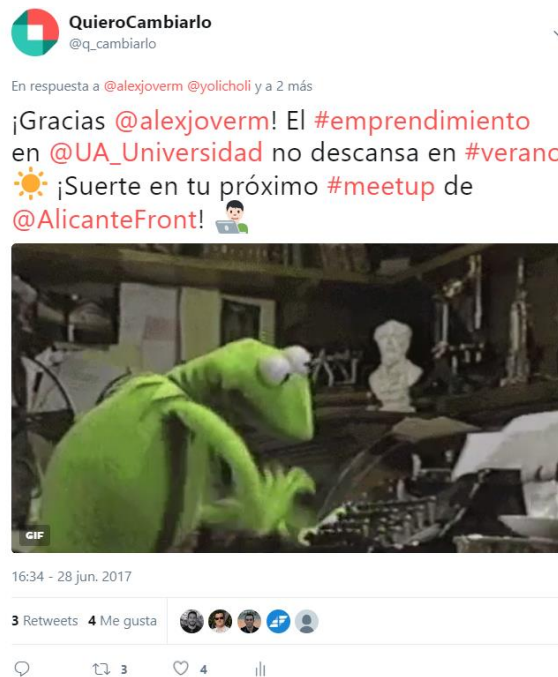 QuieroCambiarlo
@q_cambiarlo
En respuesta a @alexjoverm @yolicholi y a 2 más
¡Gracias @alexjoverm! El #emprendimiento
en @UA_Universidad no descansa en #verano
☀️ ¡Suerte en tu próximo #meetup de
@AlicanteFront! 👨🏻‍💻
GIF
16:34 - 28 jun. 2017
3 Retweets 4 Me gusta
3 4